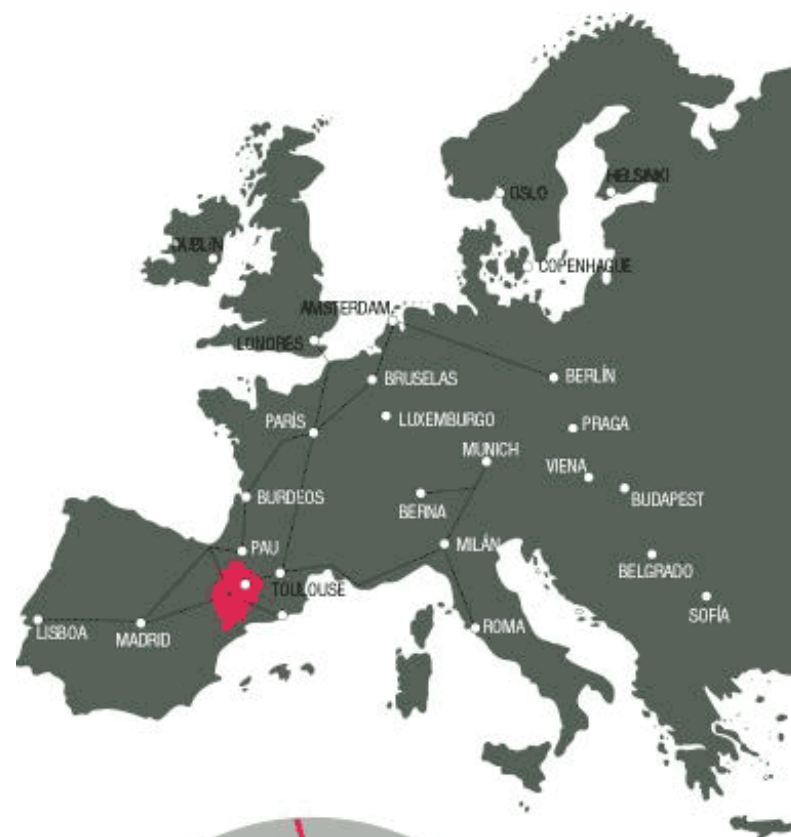 HELSINKI
OSLO
DUBLÍN
COPENHAGUE
AMSTERDAM
LONDRES
BRUSELAS
BERLÍN
LUXEMBURGO
PARÍS
PRAGA
MUNICH
VIENA
BUDAPEST
BURDEOS
BERNA
PAU
MILÁN
BELGRADO
TOULOUSE
SOFÍA
LISBOA
MADRID
ROMA